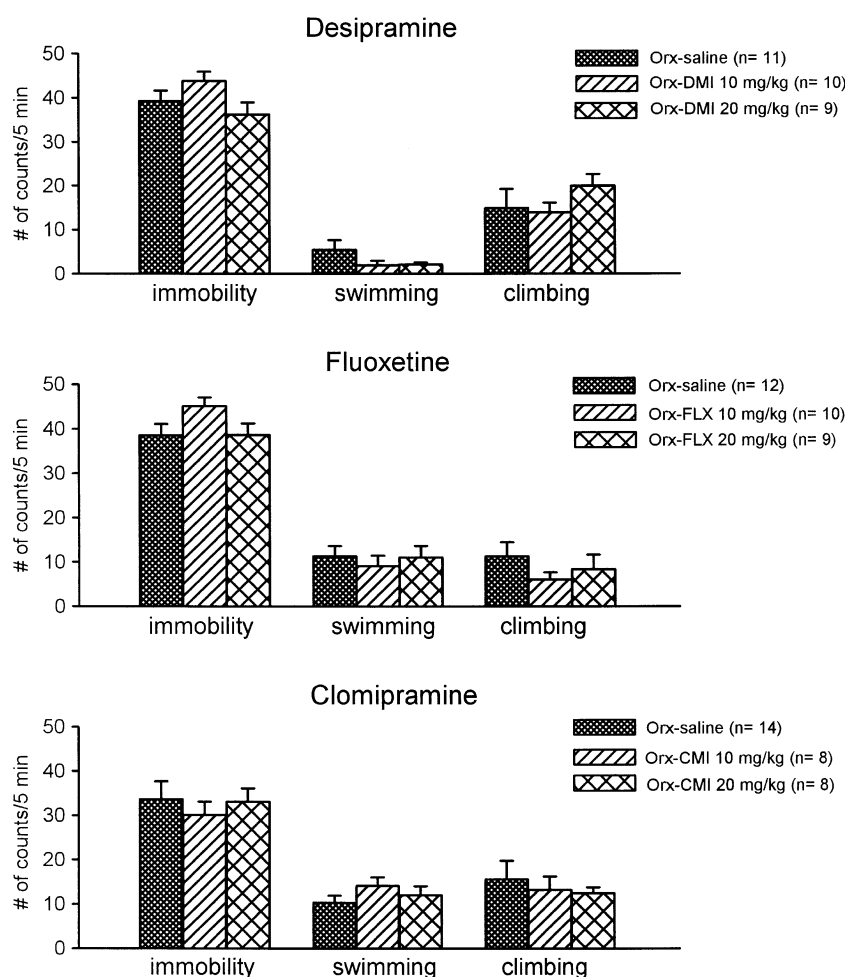 Desipramine
# of counts/5 min
50
40
30
20
10
0
Orx-saline (n= 11)
Orx-DMI 10 mg/kg (n= 10)
Orx-DMI 20 mg/kg (n= 9)
immobility swimming climbing
Fluoxetine
# of counts/5 min
50
40
30
20
10
0
Orx-saline (n= 12)
Orx-FLX 10 mg/kg (n= 10)
Orx-FLX 20 mg/kg (n= 9)
immobility swimming climbing
Clomipramine
# of counts/5 min
50
40
30
20
10
0
Orx-saline (n= 14)
Orx-CMI 10 mg/kg (n= 8)
Orx-CMI 20 mg/kg (n= 8)
immobility swimming climbing